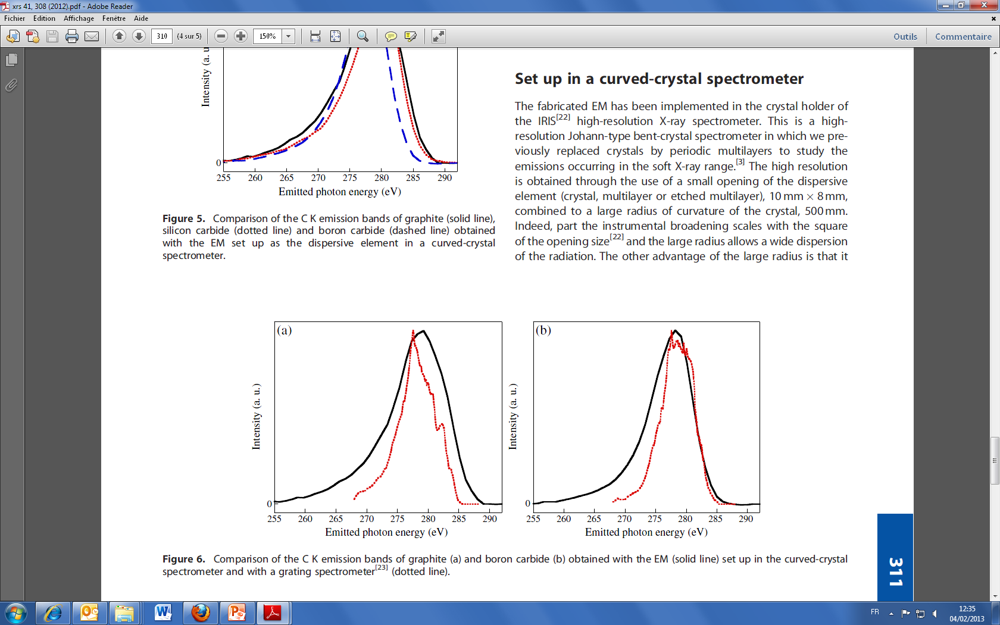 xrs 41, 308 (2012).pdf - Adobe Reader
Fichier Edition Affichage Fenêtre Aide
310 (4 sur 5) 150% Outils Commentaire
Intensity (a. u
0
255 260 265 270 275 280 285 290
Emitted photon energy (eV)
Figure 5. Comparison of the C K emission bands of graphite (solid line),
silicon carbide (dotted line) and boron carbide (dashed line) obtained
with the EM set up as the dispersive element in a curved-crystal
spectrometer.
Set up in a curved-crystal spectrometer
The fabricated EM has been implemented in the crystal holder of
the IRIS[22] high-resolution X-ray spectrometer. This is a high-
resolution Johann-type bent-crystal spectrometer in which we pre-
viously replaced crystals by periodic multilayers to study the
emissions occurring in the soft X-ray range.[3] The high resolution
is obtained through the use of a small opening of the dispersive
element (crystal, multilayer or etched multilayer), 10 mm × 8 mm,
combined to a large radius of curvature of the crystal, 500 mm.
Indeed, part the instrumental broadening scales with the square
of the opening size[22] and the large radius allows a wide dispersion
of the radiation. The other advantage of the large radius is that it
(a)
Intensity (a. u.)
0
255 260 265 270 275 280 285 290
Emitted photon energy (eV)
(b)
Intensity (a. u.)
0
255 260 265 270 275 280 285 290
Emitted photon energy (eV)
Figure 6. Comparison of the C K emission bands of graphite (a) and boron carbide (b) obtained with the EM (solid line) set up in the curved-crystal
spectrometer and with a grating spectrometer[23] (dotted line).
311
FR
12:35
04/02/2013